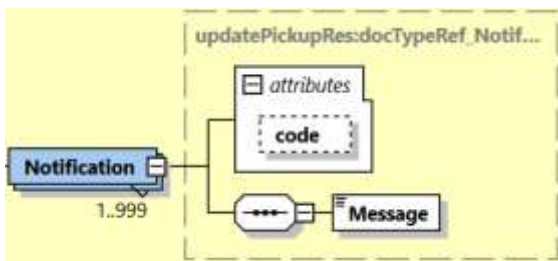 updatePickupRes:docTypeRef_Notif...
attributes
code
Notification
1..999
Message